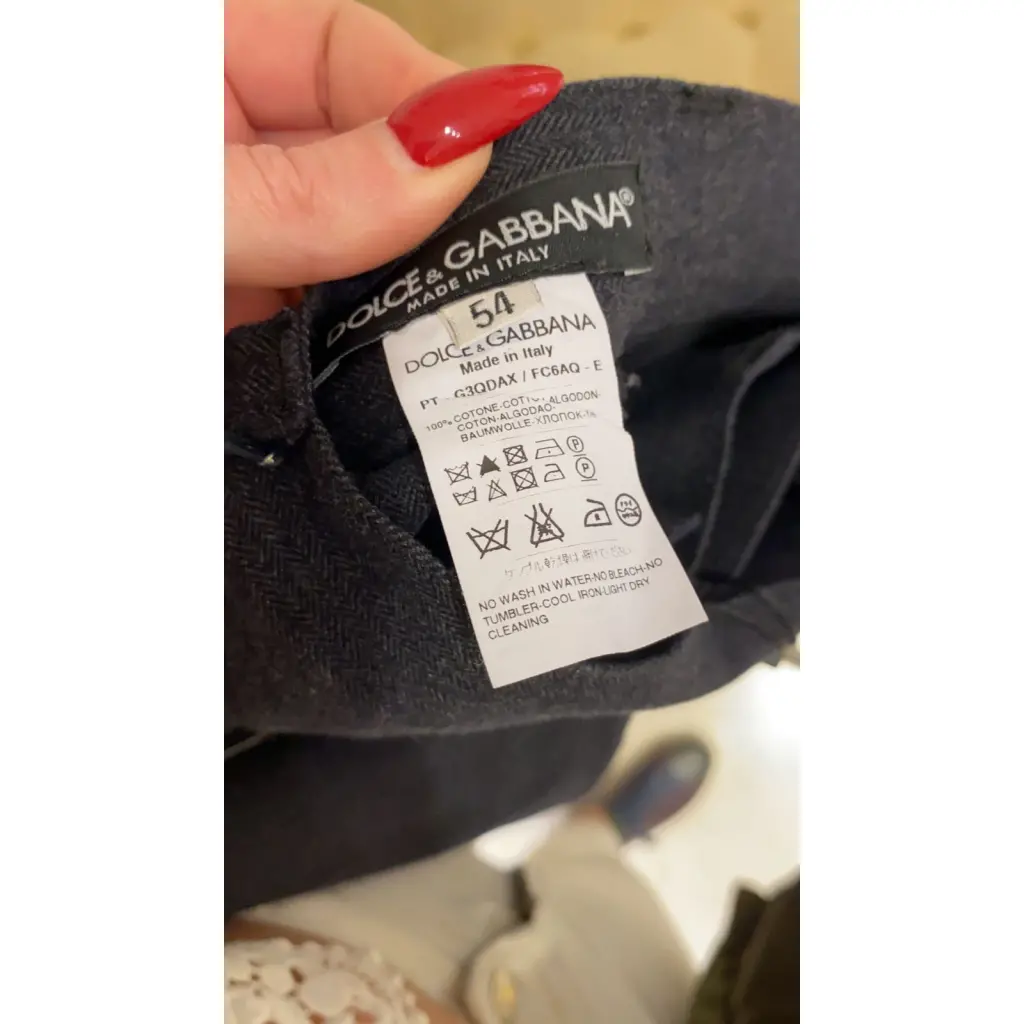 DOLCE & GABBANA®
MADE IN ITALY
54
DOLCE & GABBANA
Made in Italy
PT - G3QDAX / FC6AQ - E
100% COTONE-COTTON-ALGODON-
COTON-ALGODAO-
BAUMWOLLE-ХЛОПОК-
P
P
NO WASH IN WATER-NO BLEACH-NO
TUMBLER-COOL IRON-LIGHT DRY
CLEANING